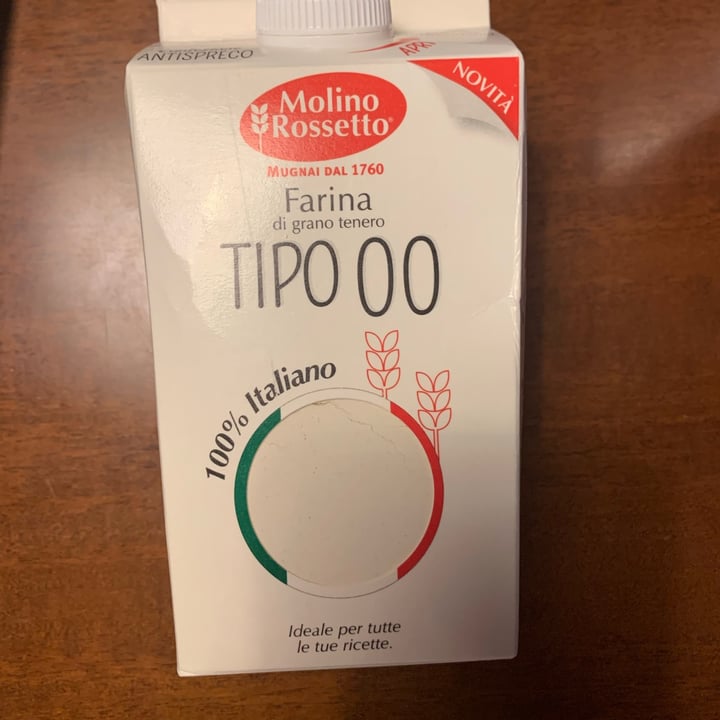 ANTISPRECO
APRI
NOVITÀ
Molino
Rossetto®
MUGNAI DAL 1760
Farina
di grano tenero
TIPO 00
100% Italiano
Ideale per tutte
le tue ricette.